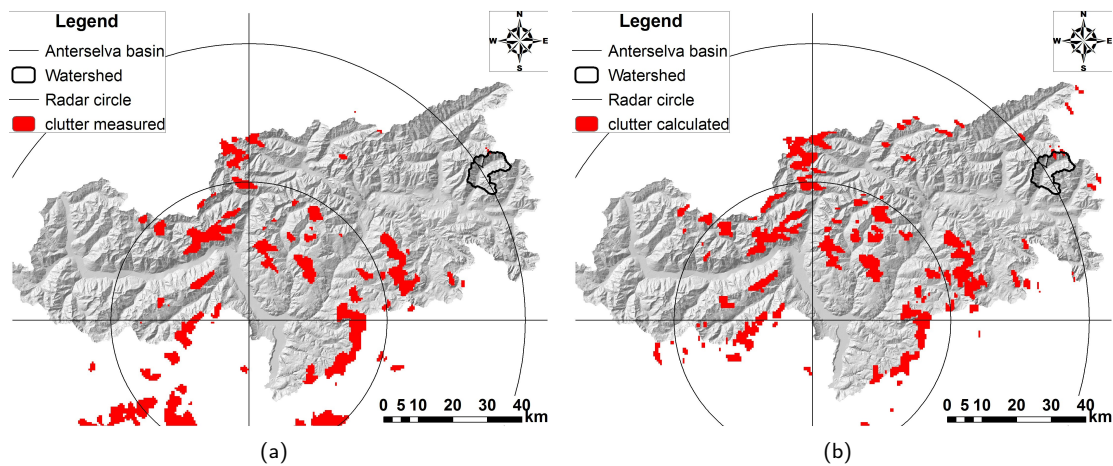 Legend
Anterselva basin
Watershed
Radar circle
clutter measured
N
W E
S
0 5 10 20 30 40
km
(a)
Legend
Anterselva basin
Watershed
Radar circle
clutter calculated
N
W E
S
0 5 10 20 30 40
km
(b)